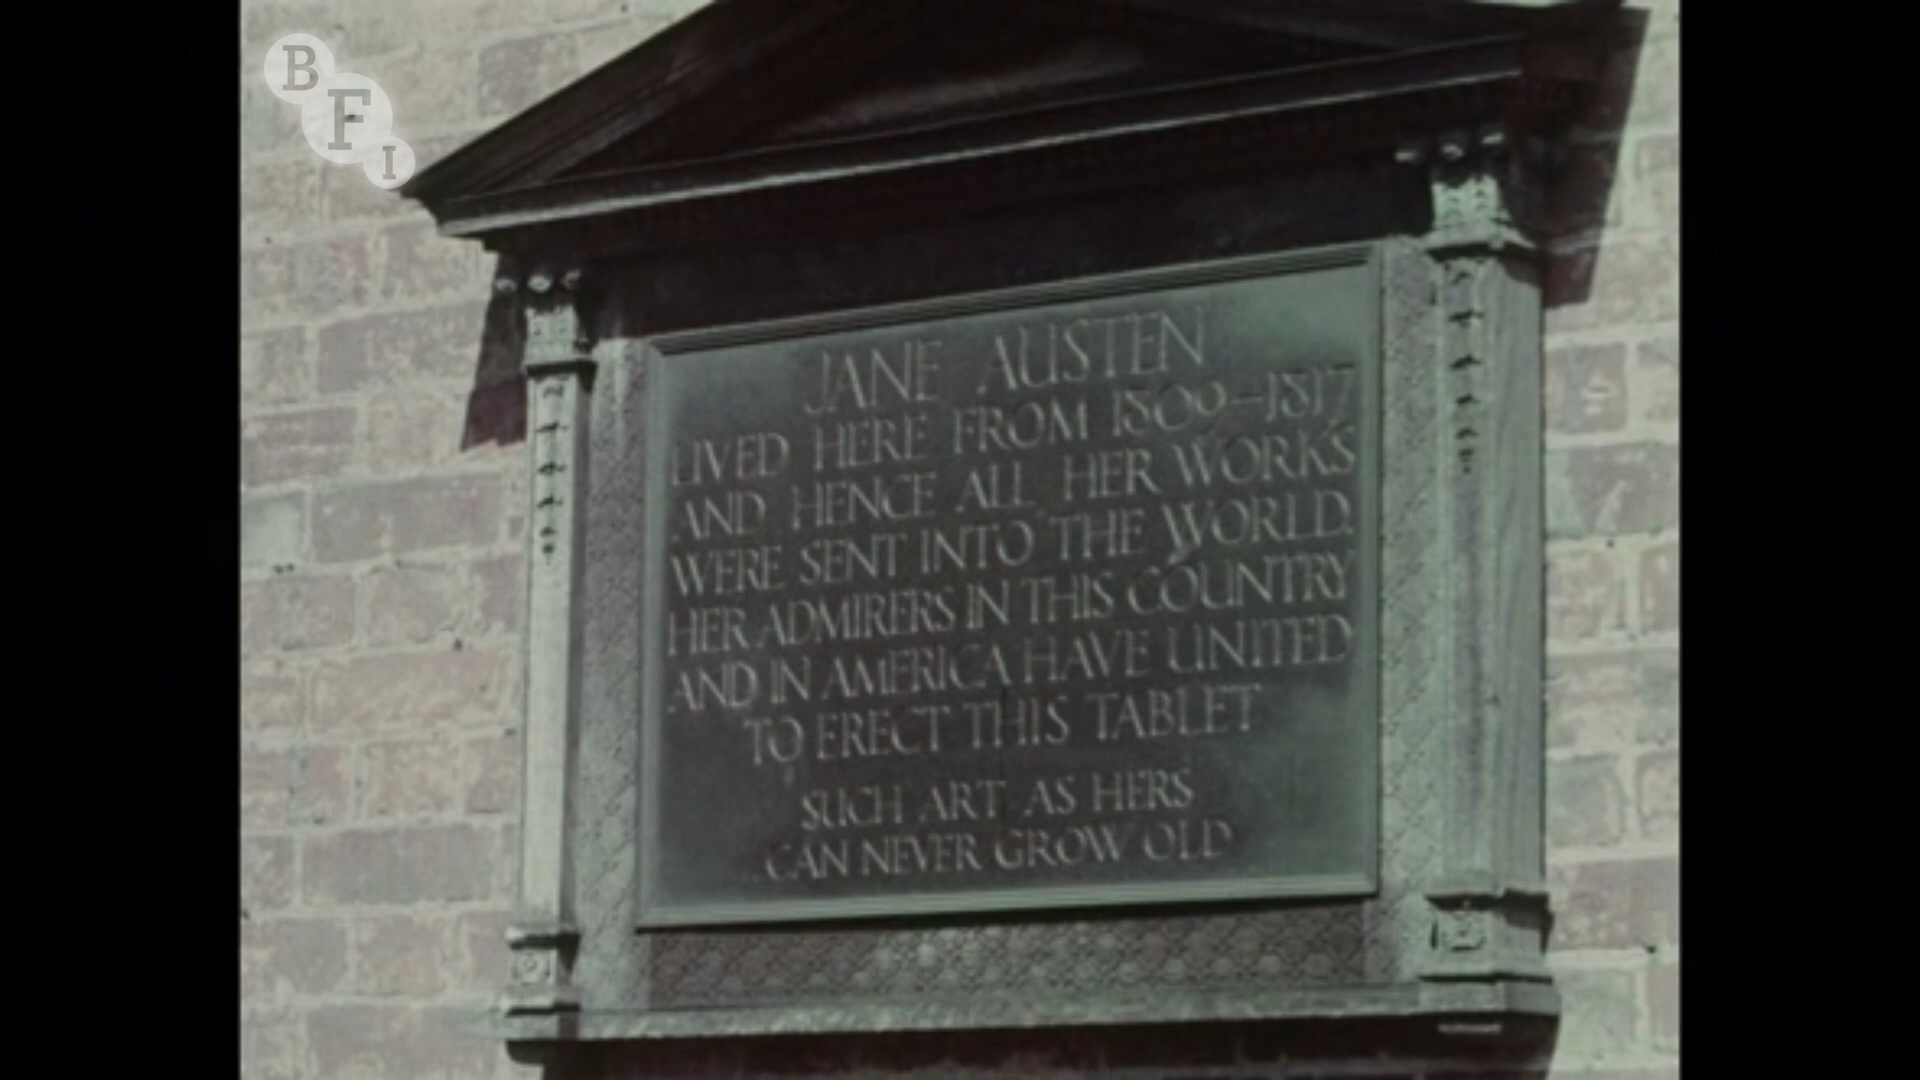 BFI
JANE AUSTEN
LIVED HERE FROM 1809–1817
AND HENCE ALL HER WORKS
WERE SENT INTO THE WORLD.
HER ADMIRERS IN THIS COUNTRY
AND IN AMERICA HAVE UNITED
TO ERECT THIS TABLET
SUCH ART AS HERS
CAN NEVER GROW OLD